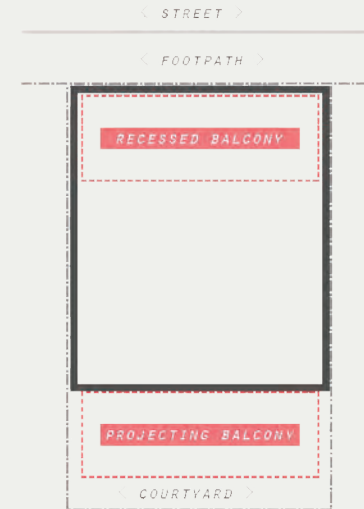 < STREET >
< FOOTPATH >
RECESSED BALCONY
PROJECTING BALCONY
< COURTYARD >